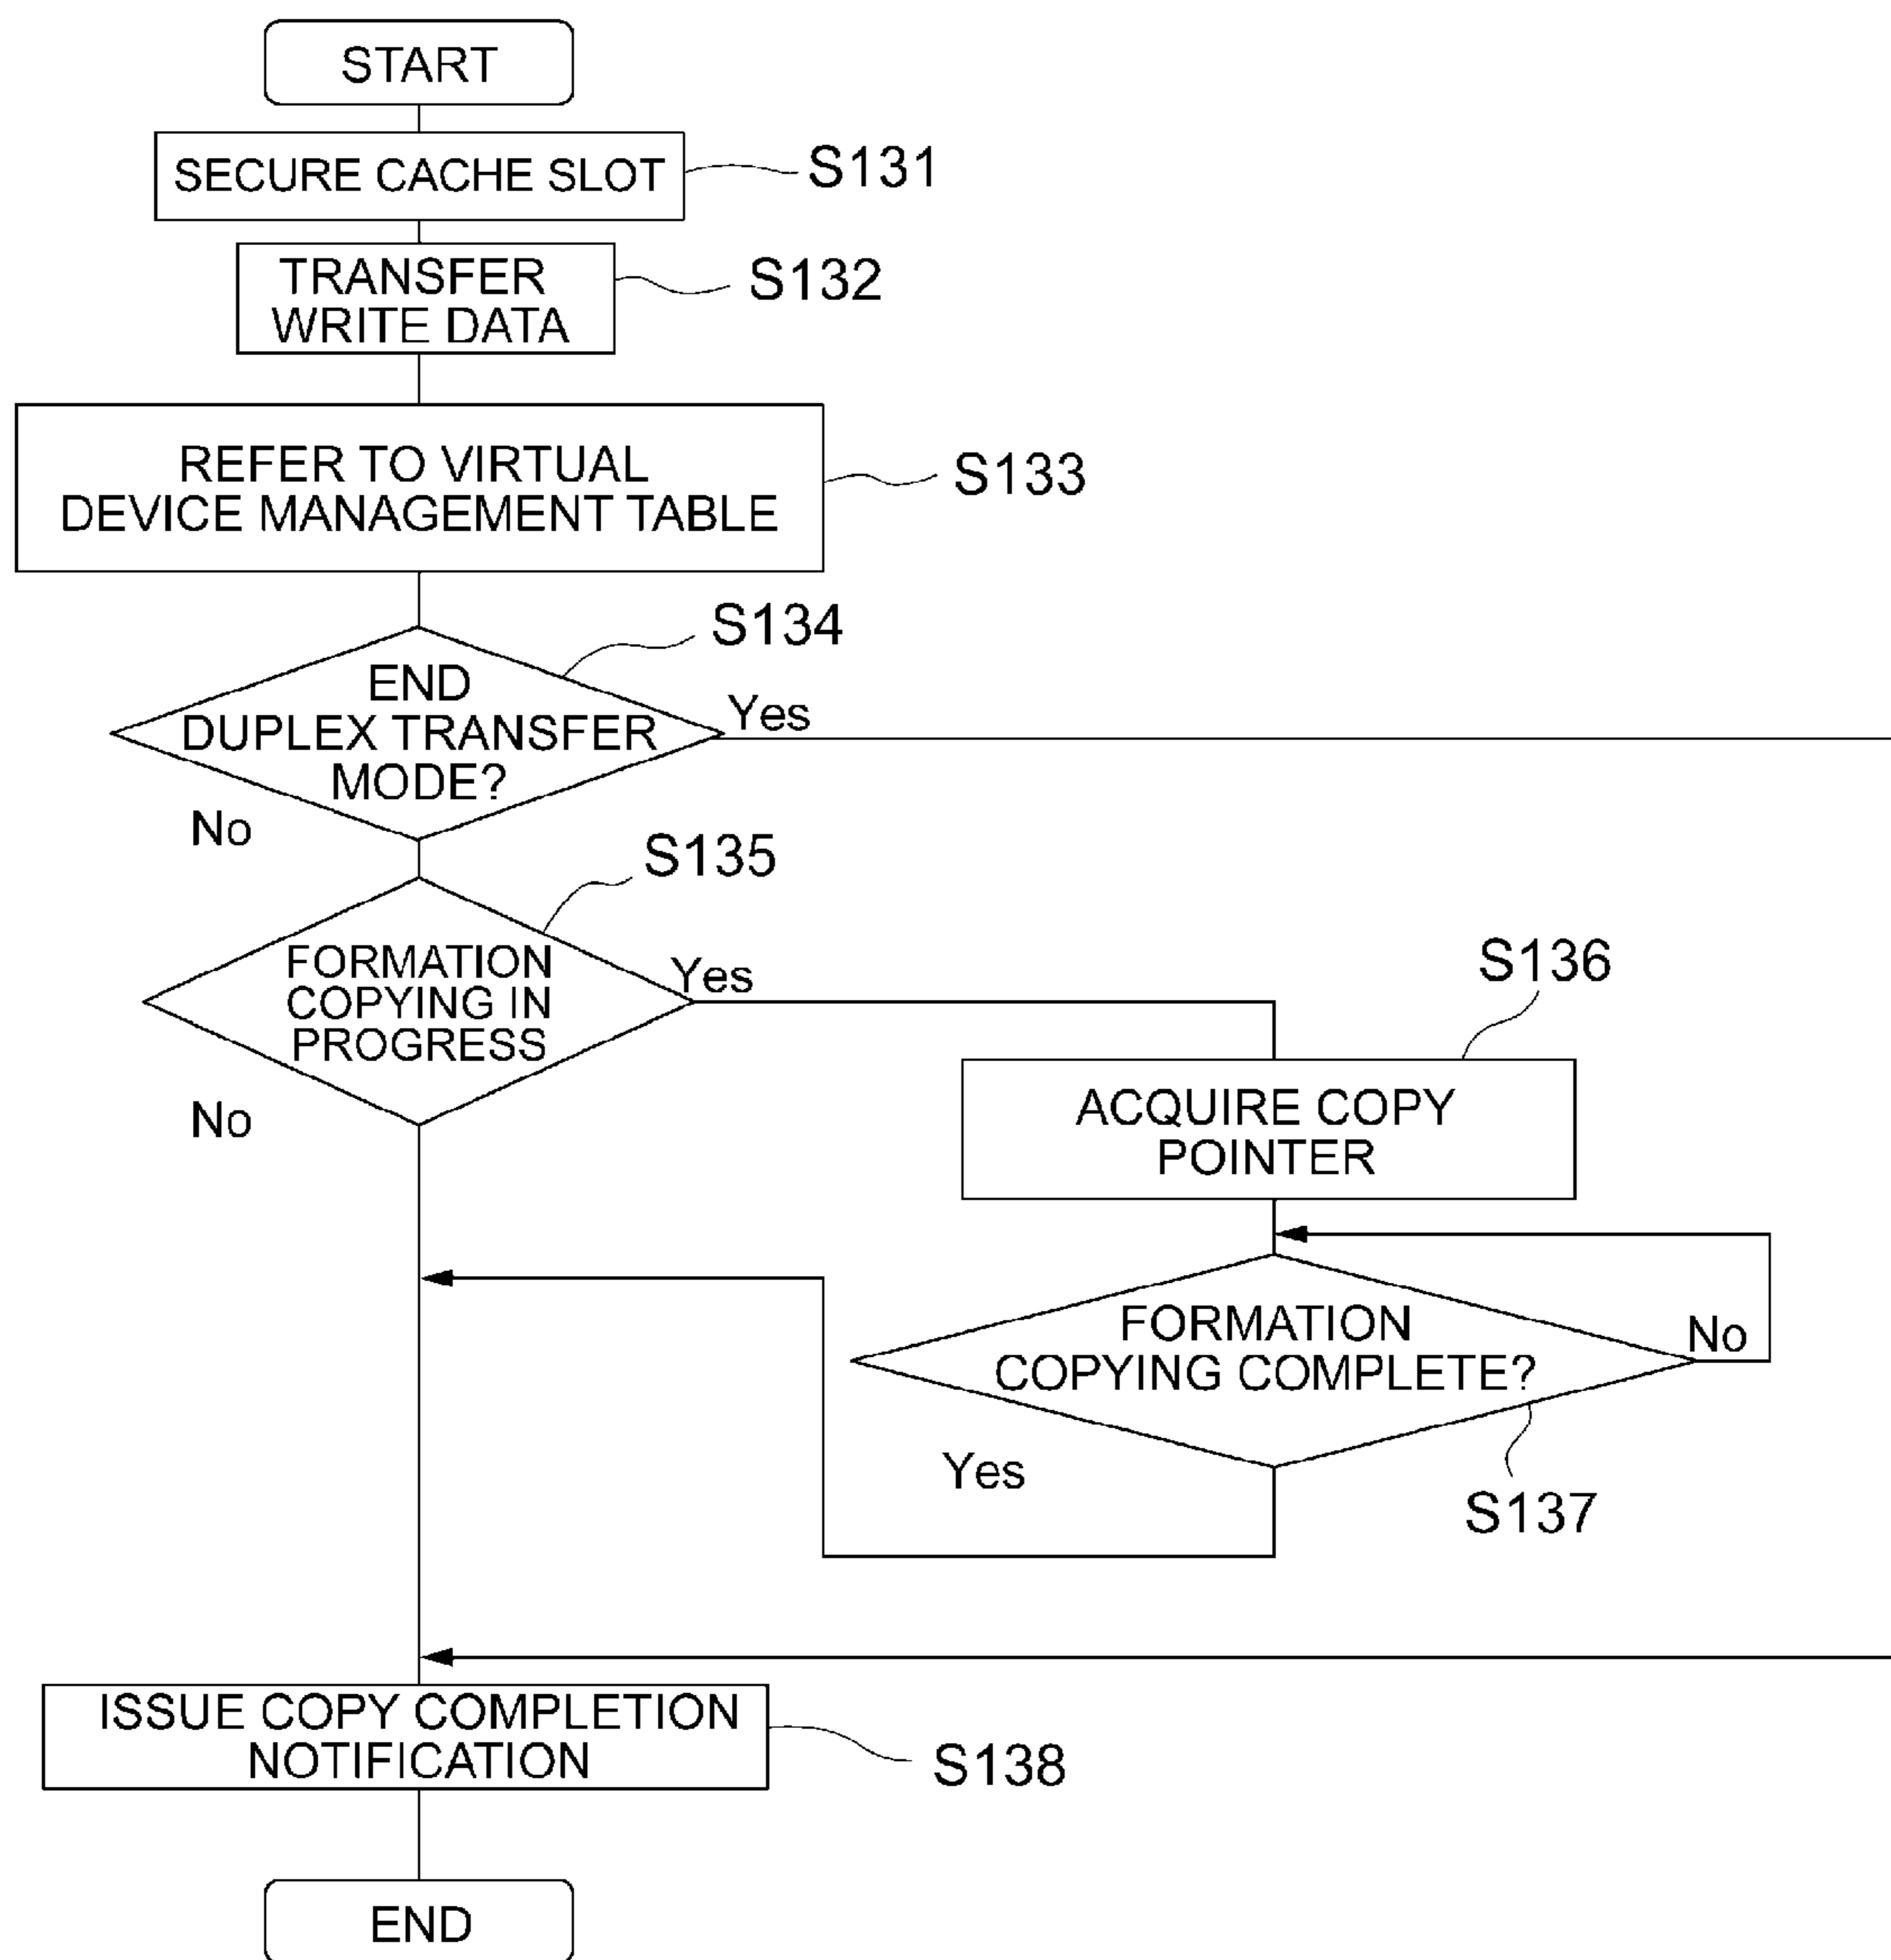 START
SECURE CACHE SLOT
S131
TRANSFER
WRITE DATA
S132
REFER TO VIRTUAL
DEVICE MANAGEMENT TABLE
S133
S134
END
DUPLEX TRANSFER
MODE?
Yes
No
S135
FORMATION
COPYING IN
PROGRESS
Yes
No
S136
ACQUIRE COPY
POINTER
FORMATION
COPYING COMPLETE?
No
Yes
S137
ISSUE COPY COMPLETION
NOTIFICATION
S138
END